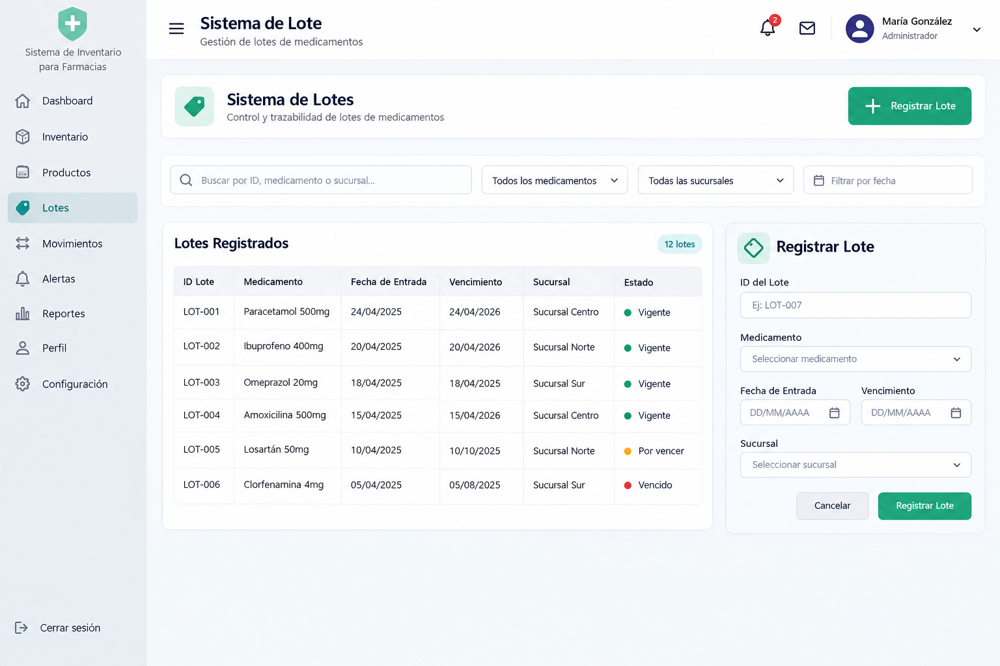 Sistema de Inventario
para Farmacias
Dashboard
Inventario
Productos
Lotes
Movimientos
Alertas
Reportes
Perfil
Configuración
Cerrar sesión
Sistema de Lote
Gestión de lotes de medicamentos
2
María González
Administrador
Sistema de Lotes
Control y trazabilidad de lotes de medicamentos
Registrar Lote
Buscar por ID, medicamento o sucursal...
Todos los medicamentos
Todas las sucursales
Filtrar por fecha
Lotes Registrados
12 lotes
ID Lote Medicamento Fecha de Entrada Vencimiento Sucursal Estado
LOT-001 Paracetamol 500mg 24/04/2025 24/04/2026 Sucursal Centro Vigente
LOT-002 Ibuprofeno 400mg 20/04/2025 20/04/2026 Sucursal Norte Vigente
LOT-003 Omeprazol 20mg 18/04/2025 18/04/2025 Sucursal Sur Vigente
LOT-004 Amoxicilina 500mg 15/04/2025 15/04/2026 Sucursal Centro Vigente
LOT-005 Losartán 50mg 10/04/2025 10/10/2025 Sucursal Norte Por vencer
LOT-006 Clorfenamina 4mg 05/04/2025 05/08/2025 Sucursal Sur Vencido
Registrar Lote
ID del Lote
Ej: LOT-007
Medicamento
Seleccionar medicamento
Fecha de Entrada Vencimiento
DD/MM/AAAA DD/MM/AAAA
Sucursal
Seleccionar sucursal
Cancelar Registrar Lote